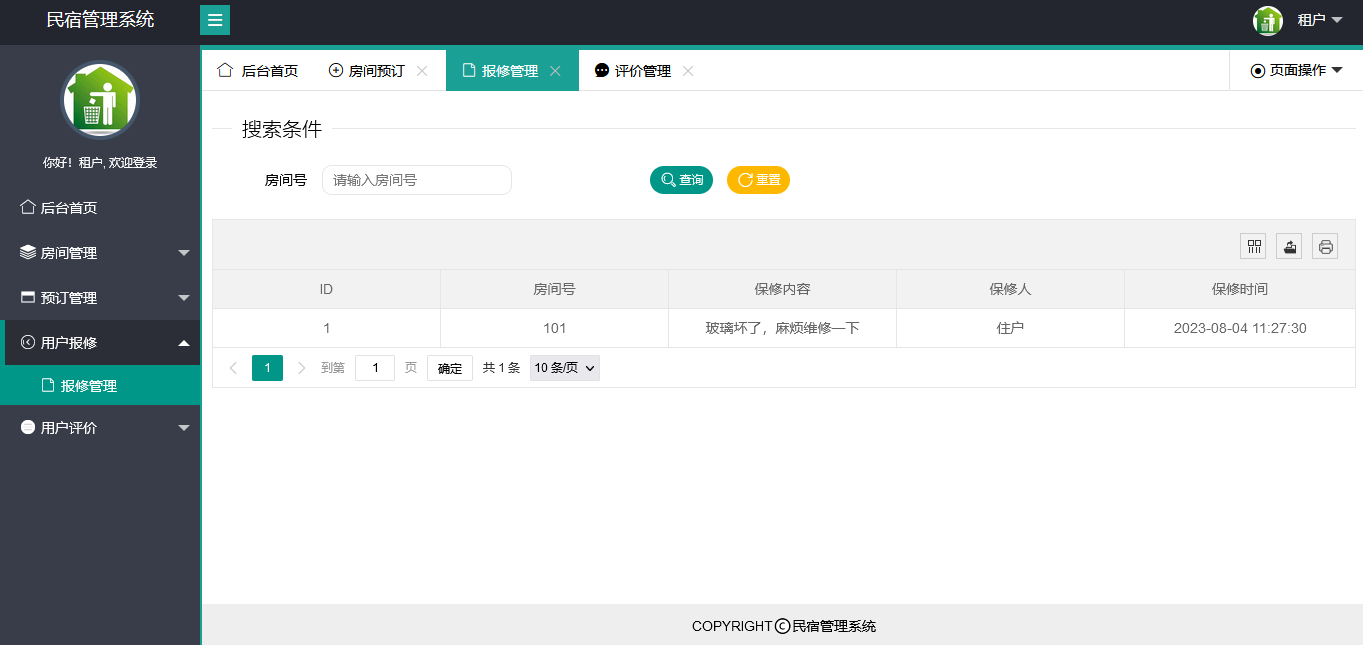 民宿管理系统
租户
你好！租户, 欢迎登录
后台首页
房间管理
预订管理
用户报修
报修管理
用户评价
后台首页 房间预订 报修管理 评价管理 页面操作
搜索条件
房间号 请输入房间号 查询 重置
ID 房间号 保修内容 保修人 保修时间
1 101 玻璃坏了，麻烦维修一下 住户 2023-08-04 11:27:30
1 到第 1 页 确定 共 1 条 10 条/页
COPYRIGHT©民宿管理系统